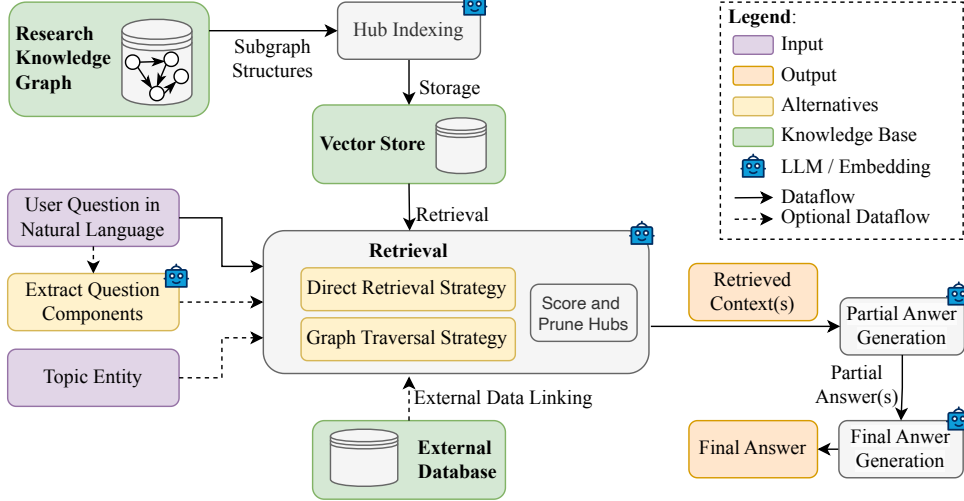 Research
Knowledge
Graph
Subgraph
Structures
Hub Indexing
Storage
Vector Store
Retrieval
Legend:
Input
Output
Alternatives
Knowledge Base
LLM / Embedding
Dataflow
Optional Dataflow
User Question in
Natural Language
Extract Question
Components
Topic Entity
Retrieval
Direct Retrieval Strategy
Graph Traversal Strategy
Score and
Prune Hubs
External Data Linking
External
Database
Retrieved
Context(s)
Partial Anwer
Generation
Partial
Answer(s)
Final Anwer
Generation
Final Answer